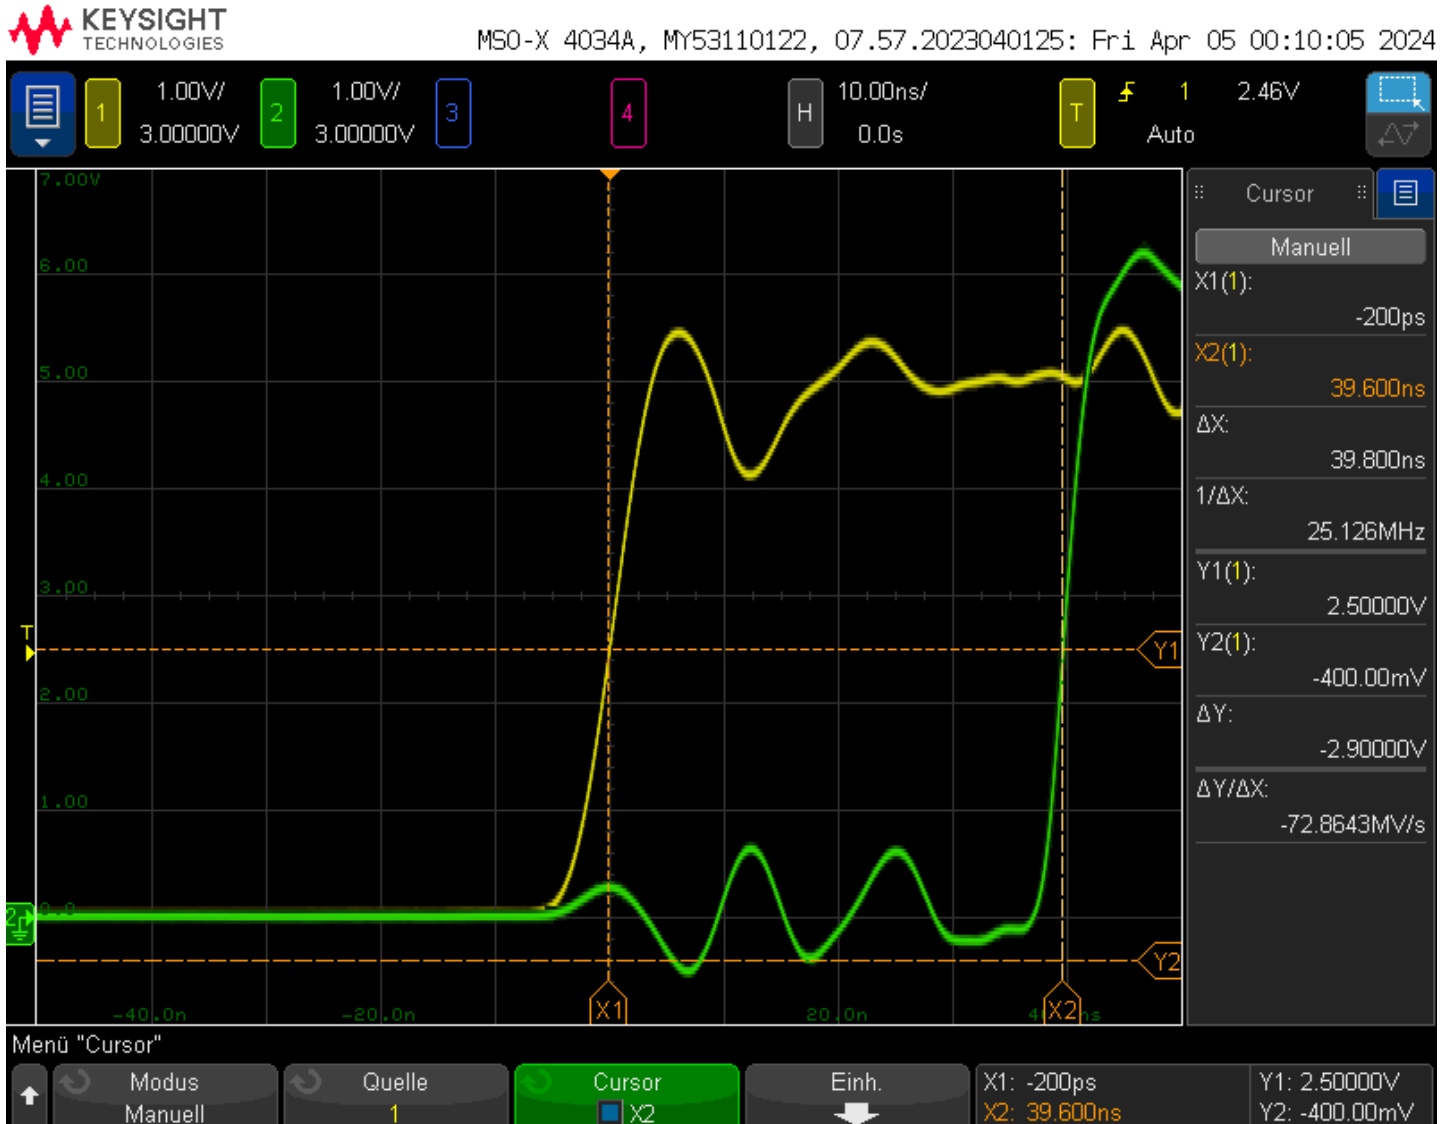 KEYSIGHT
TECHNOLOGIES
MSO-X 4034A, MY53110122, 07.57.2023040125: Fri Apr 05 00:10:05 2024
1 1.00V/ 2 1.00V/ 3 4 H 10.00ns/ T 1 2.46V
3.00000V 3.00000V 0.0s Auto
7.00V
6.00
5.00
4.00
3.00
2.00
1.00
0.0
T
2
Y1
Y2
X1
X2
-40.0n -20.0n 20.0n
Cursor
Manuell
X1(1):
-200ps
X2(1):
39.600ns
ΔX:
39.800ns
1/ΔX:
25.126MHz
Y1(1):
2.50000V
Y2(1):
-400.00mV
ΔY:
-2.90000V
ΔY/ΔX:
-72.8643MV/s
Menü "Cursor"
Modus
Manuell
Quelle
1
Cursor
X2
Einh.
X1: -200ps
X2: 39.600ns
Y1: 2.50000V
Y2: -400.00mV